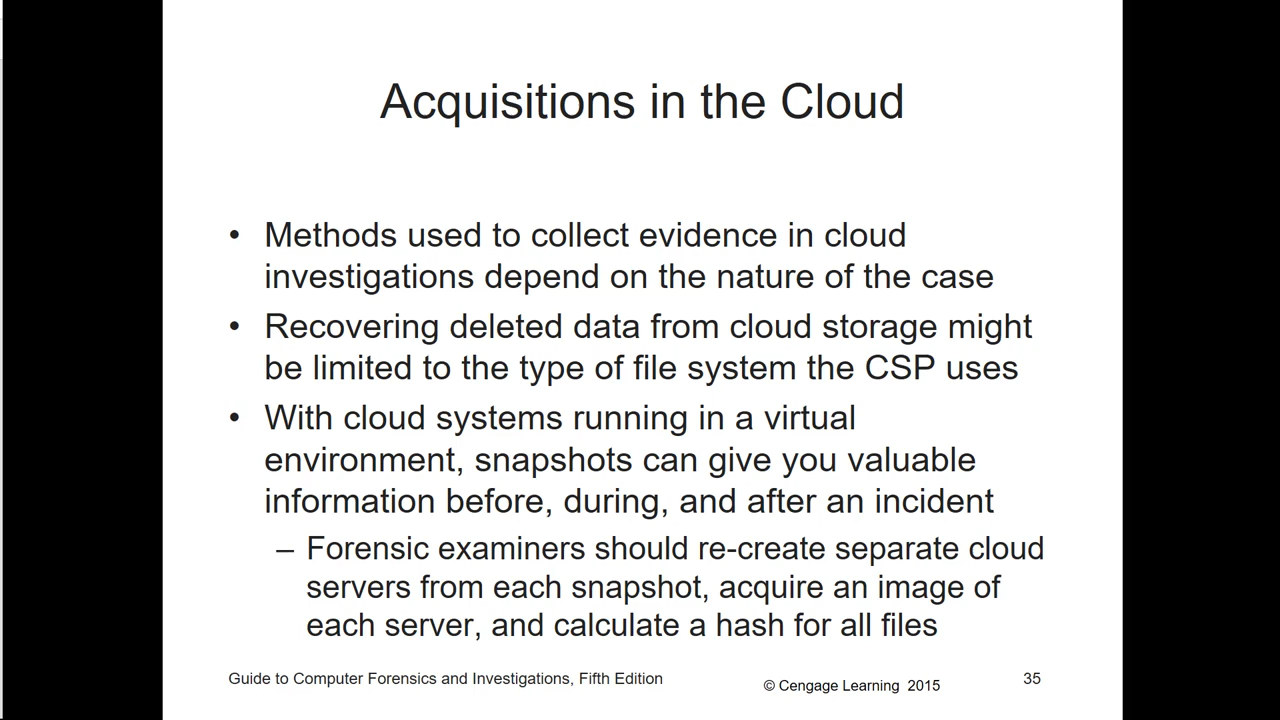 Acquisitions in the Cloud
• Methods used to collect evidence in cloud
investigations depend on the nature of the case
• Recovering deleted data from cloud storage might
be limited to the type of file system the CSP uses
• With cloud systems running in a virtual
environment, snapshots can give you valuable
information before, during, and after an incident
– Forensic examiners should re-create separate cloud
servers from each snapshot, acquire an image of
each server, and calculate a hash for all files
Guide to Computer Forensics and Investigations, Fifth Edition
© Cengage Learning 2015
35